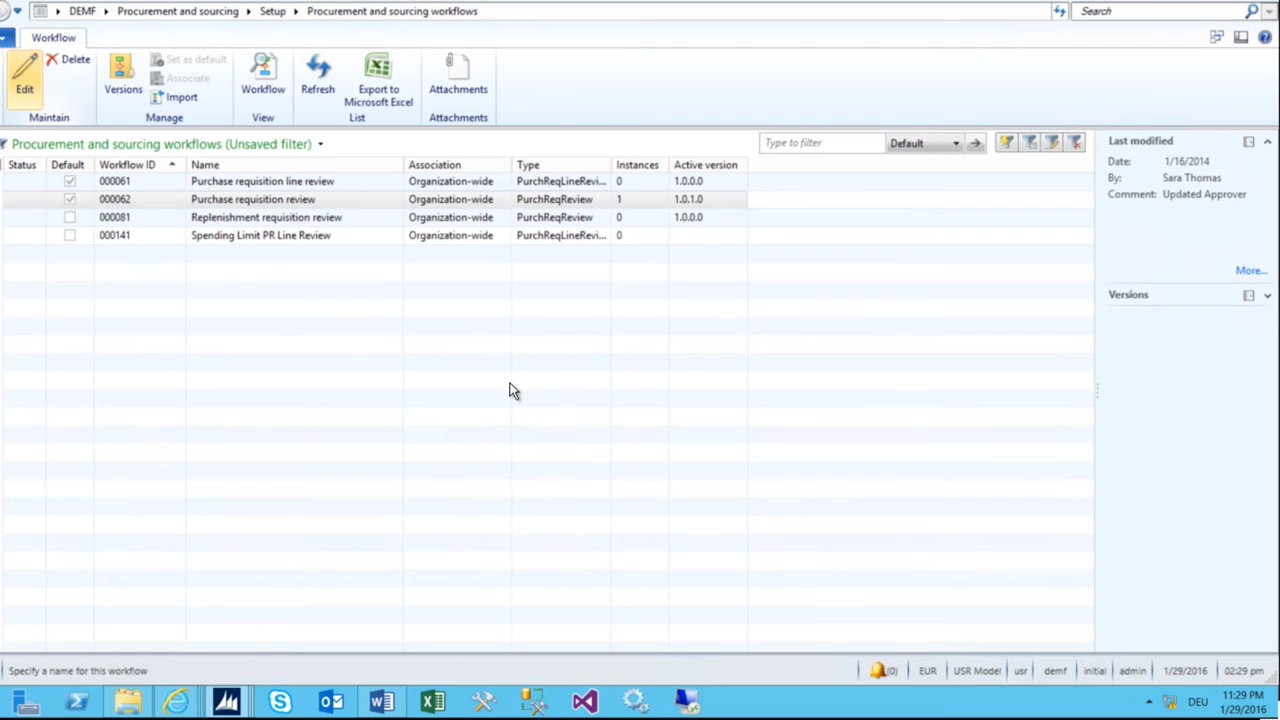 DEMF Procurement and sourcing Setup Procurement and sourcing workflows Search
Workflow
Edit Delete Versions Set as default Associate Import Workflow Refresh Export to Microsoft Excel Attachments
Maintain Manage View List Attachments
Procurement and sourcing workflows (Unsaved filter) Type to filter Default
Status Default Workflow ID Name Association Type Instances Active version
000061 Purchase requisition line review Organization-wide PurchReqLineRevi... 0 1.0.0.0
000062 Purchase requisition review Organization-wide PurchReqReview 1 1.0.1.0
000081 Replenishment requisition review Organization-wide PurchReqReview 0 1.0.0.0
000141 Spending Limit PR Line Review Organization-wide PurchReqLineRevi... 0
Last modified
Date: 1/16/2014
By: Sara Thomas
Comment: Updated Approver
More...
Versions
Specify a name for this workflow (0) EUR USR Model usr demf initial admin 1/29/2016 02:29 pm
DEU 11:29 PM
1/29/2016